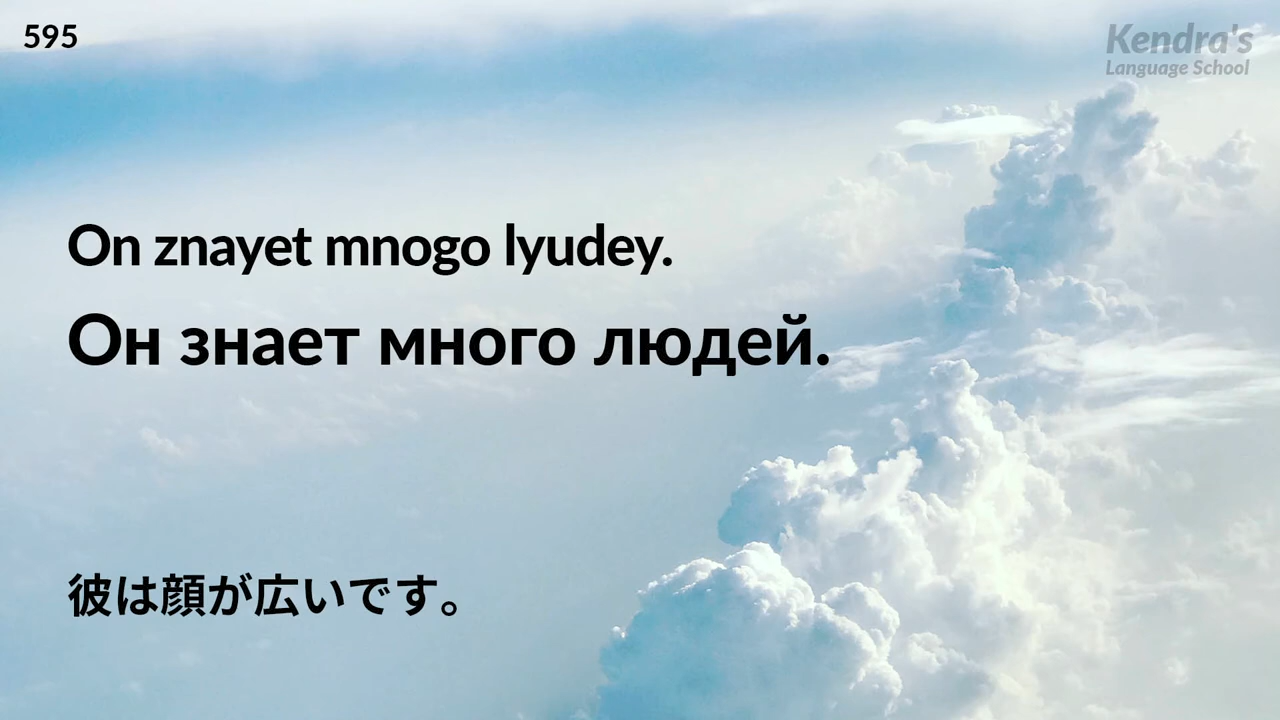 595
Kendra's
Language School
On znayet mnogo lyudey.
Он знает много людей.
彼は顔が広いです。